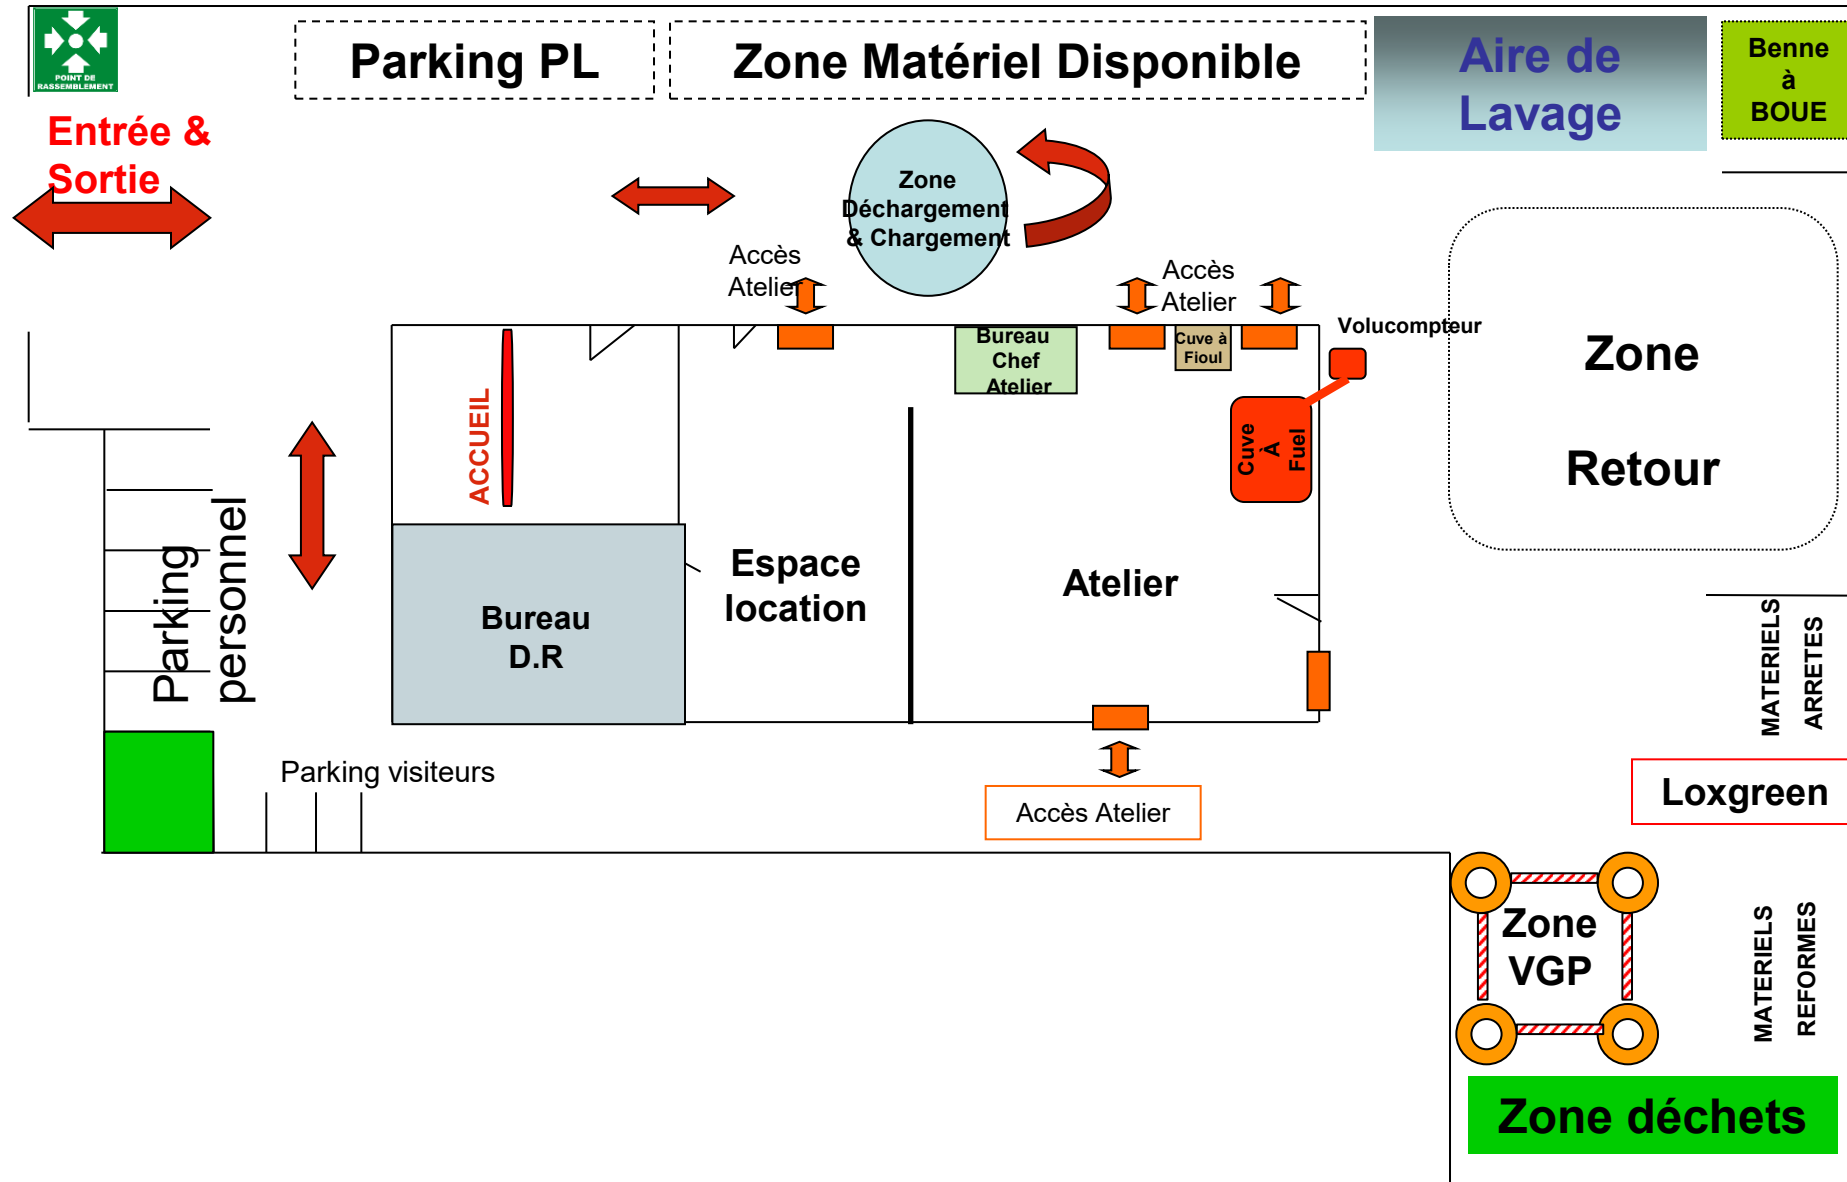 POINT DE
RASSEMBLEMENT
Parking PL
Zone Matériel Disponible
Aire de
Lavage
Benne
à
BOUE
Entrée &
Sortie
Zone
Déchargement
& Chargement
Accès
Atelier
Accès
Atelier
Volucompteur
Bureau
Chef
Atelier
Cuve à
Fioul
Zone
Retour
ACCUEIL
Cuve
À
Fuel
Parking
personnel
Espace
location
Atelier
Bureau
D.R
MATERIELS
ARRETES
Parking visiteurs
Loxgreen
Accès Atelier
Zone
VGP
MATERIELS
REFORMES
Zone déchets